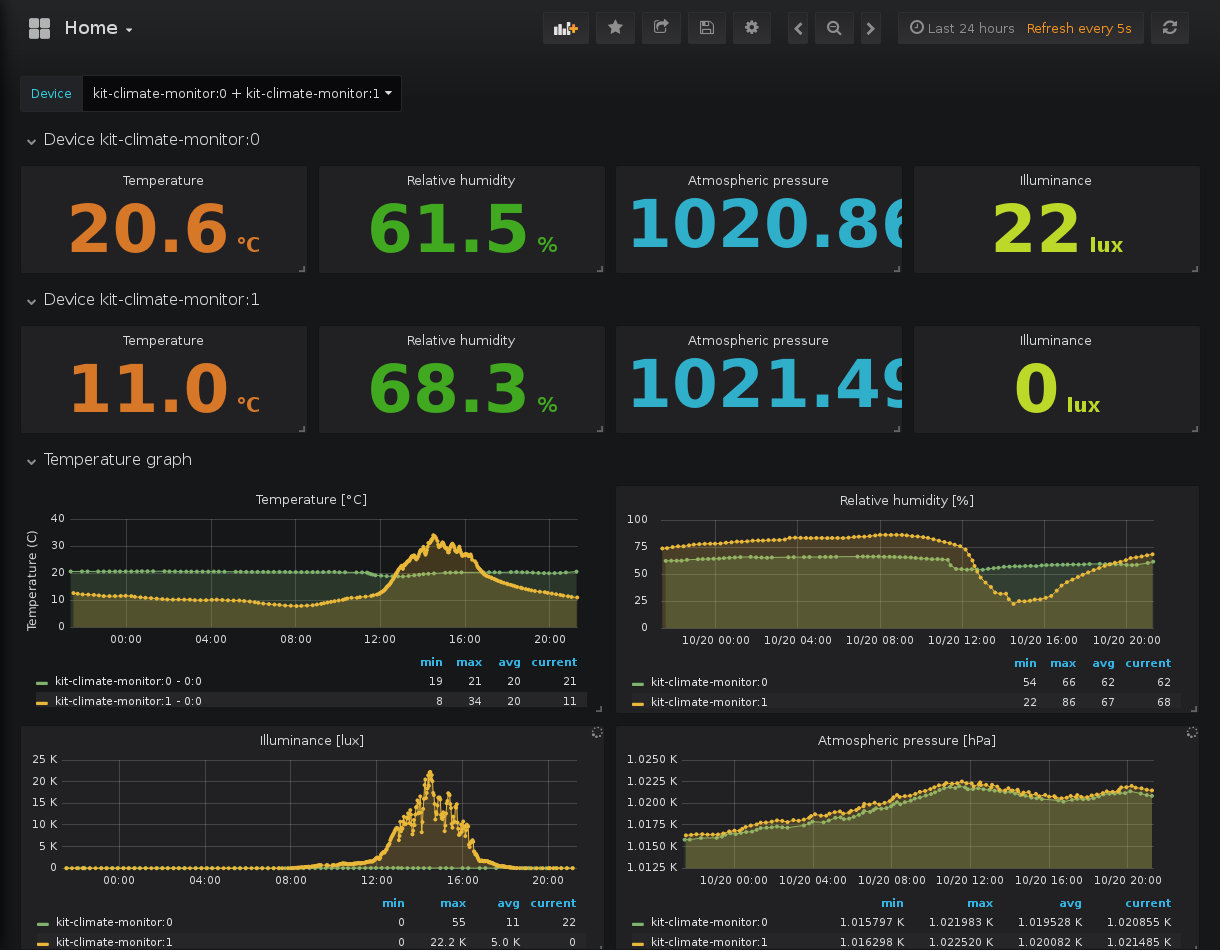 Home
Last 24 hours Refresh every 5s
Device kit-climate-monitor:0 + kit-climate-monitor:1
Device kit-climate-monitor:0
Temperature Relative humidity Atmospheric pressure Illuminance
20.6 °C 61.5 % 1020.86 22 lux
Device kit-climate-monitor:1
Temperature Relative humidity Atmospheric pressure Illuminance
11.0 °C 68.3 % 1021.49 0 lux
Temperature graph
Temperature [°C]
Temperature (C)
40
30
20
10
0
00:00 04:00 08:00 12:00 16:00 20:00
min max avg current
kit-climate-monitor:0 - 0:0 19 21 20 21
kit-climate-monitor:1 - 0:0 8 34 20 11
Relative humidity [%]
100
75
50
25
0
10/20 00:00 10/20 04:00 10/20 08:00 10/20 12:00 10/20 16:00 10/20 20:00
min max avg current
kit-climate-monitor:0 54 66 62 62
kit-climate-monitor:1 22 86 67 68
Illuminance [lux]
25 K
20 K
15 K
10 K
5 K
0
00:00 04:00 08:00 12:00 16:00 20:00
min max avg current
kit-climate-monitor:0 0 55 11 22
kit-climate-monitor:1 0 22.2 K 5.0 K 0
Atmospheric pressure [hPa]
1.0250 K
1.0225 K
1.0200 K
1.0175 K
1.0150 K
1.0125 K
10/20 00:00 10/20 04:00 10/20 08:00 10/20 12:00 10/20 16:00 10/20 20:00
min max avg current
kit-climate-monitor:0 1.015797 K 1.021983 K 1.019528 K 1.020855 K
kit-climate-monitor:1 1.016298 K 1.022520 K 1.020082 K 1.021485 K